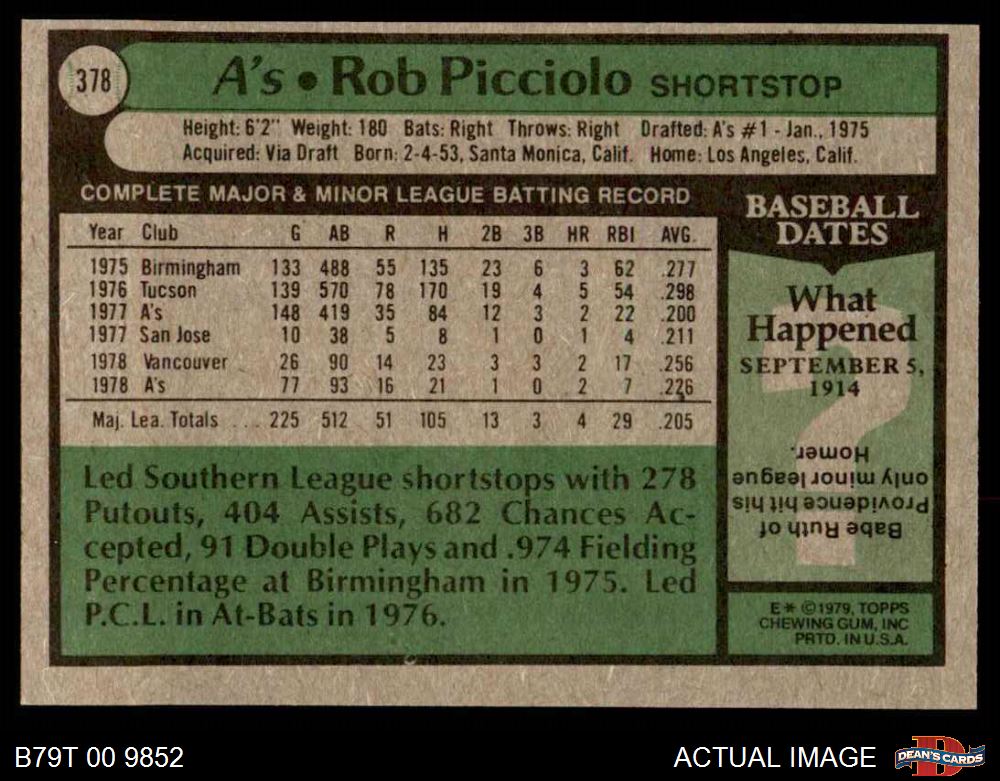 378
A's • Rob Picciolo SHORTSTOP
Height: 6'2" Weight: 180 Bats: Right Throws: Right Drafted: A's #1 - Jan., 1975
Acquired: Via Draft Born: 2-4-53, Santa Monica, Calif. Home: Los Angeles, Calif.
COMPLETE MAJOR & MINOR LEAGUE BATTING RECORD
Year Club G AB R H 2B 3B HR RBI AVG.
1975 Birmingham 133 488 55 135 23 6 3 62 .277
1976 Tucson 139 570 78 170 19 4 5 54 .298
1977 A's 148 419 35 84 12 3 2 22 .200
1977 San Jose 10 38 5 8 1 0 1 4 .211
1978 Vancouver 26 90 14 23 3 3 2 17 .256
1978 A's 77 93 16 21 1 0 2 7 .226
Maj. Lea. Totals ... 225 512 51 105 13 3 4 29 .205
Led Southern League shortstops with 278
Putouts, 404 Assists, 682 Chances Ac-
cepted, 91 Double Plays and .974 Fielding
Percentage at Birmingham in 1975. Led
P.C.L. in At-Bats in 1976.
BASEBALL
DATES
What
Happened
SEPTEMBER 5,
1914
?
Babe Ruth of
Providence hit his
only minor league
Homer.
E* ©1979, TOPPS
CHEWING GUM, INC
PRTD. IN U.S.A.
B79T 00 9852
ACTUAL IMAGE
D
DEAN'S CARDS